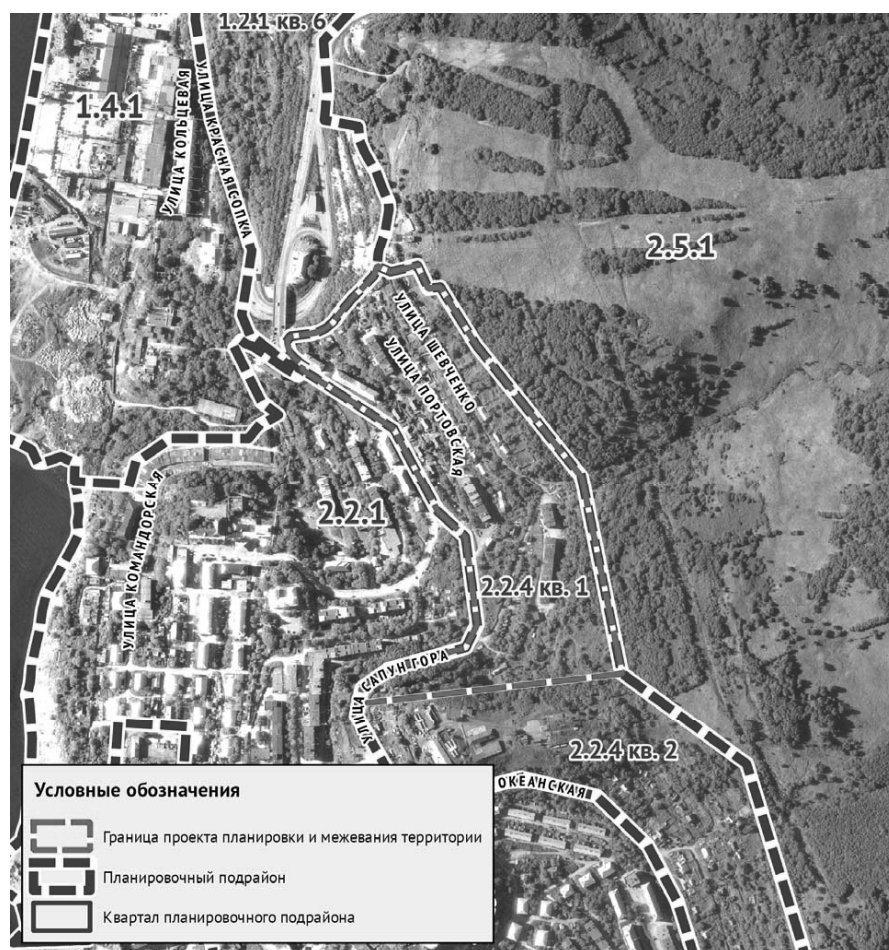 1.2.1 кв. 6
1.4.1
УЛИЦА КОЛЬЦЕВАЯ
УЛИЦА КРАСНАЯ СОПКА
2.5.1
УЛИЦА ШЕВЧЕНКО
УЛИЦА ПОРТОВСКАЯ
2.2.1
УЛИЦА КОМАНДОРСКАЯ
2.2.4 кв. 1
УЛИЦА САПУН ГОРА
2.2.4 кв. 2
ОКЕАНСКАЯ
Условные обозначения
Граница проекта планировки и межевания территории
Планировочный подрайон
Квартал планировочного подрайона